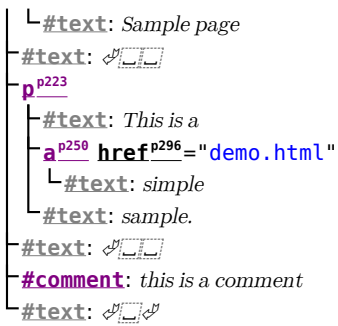 #text: Sample page
#text: ⏎␣␣
p p223
#text: This is a
a p250 href p296="demo.html"
#text: simple
#text: sample.
#text: ⏎␣␣
#comment: this is a comment
#text: ⏎␣⏎